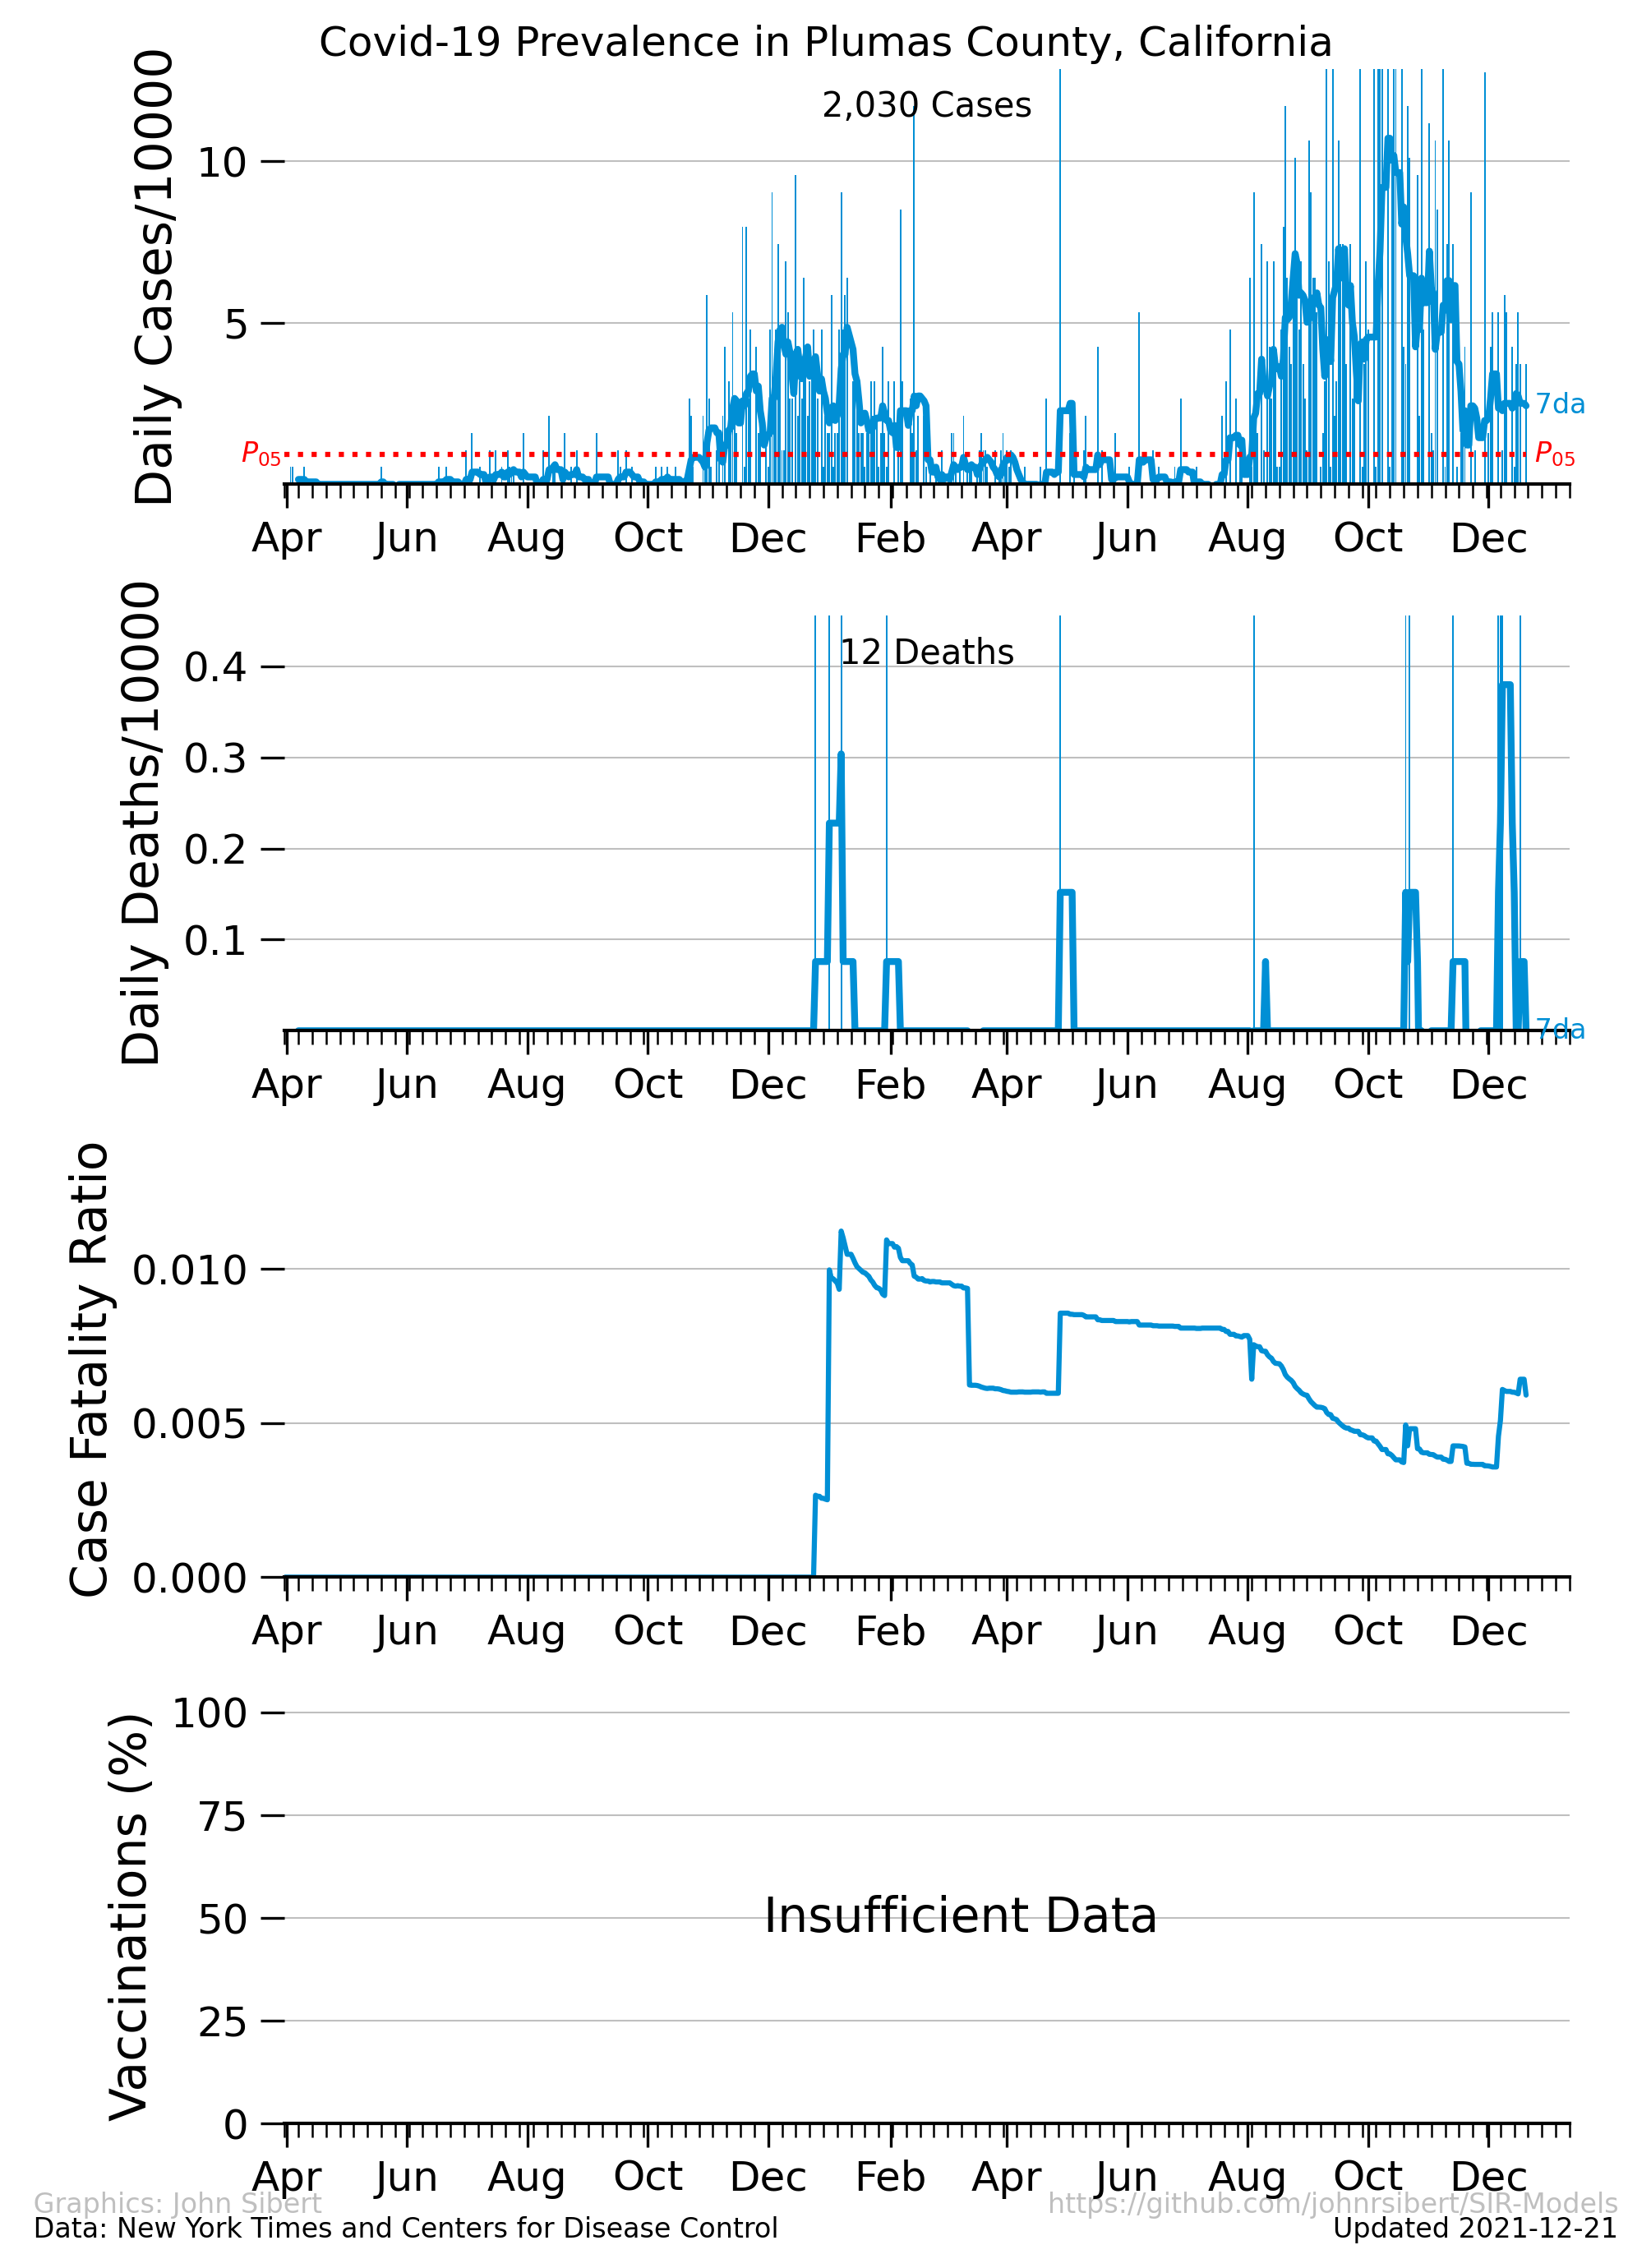 Covid-19 Prevalence in Plumas County, California
Daily Cases/10000
2,030 Cases
10
5
P05
7da
P05
Apr Jun Aug Oct Dec Feb Apr Jun Aug Oct Dec
Daily Deaths/10000
12 Deaths
0.4
0.3
0.2
0.1
7da
Apr Jun Aug Oct Dec Feb Apr Jun Aug Oct Dec
Case Fatality Ratio
0.010
0.005
0.000
Apr Jun Aug Oct Dec Feb Apr Jun Aug Oct Dec
Vaccinations (%)
100
75
50
Insufficient Data
25
0
Apr Jun Aug Oct Dec Feb Apr Jun Aug Oct Dec
Graphics: John Sibert
https://github.com/johnrsibert/SIR-Models
Data: New York Times and Centers for Disease Control
Updated 2021-12-21